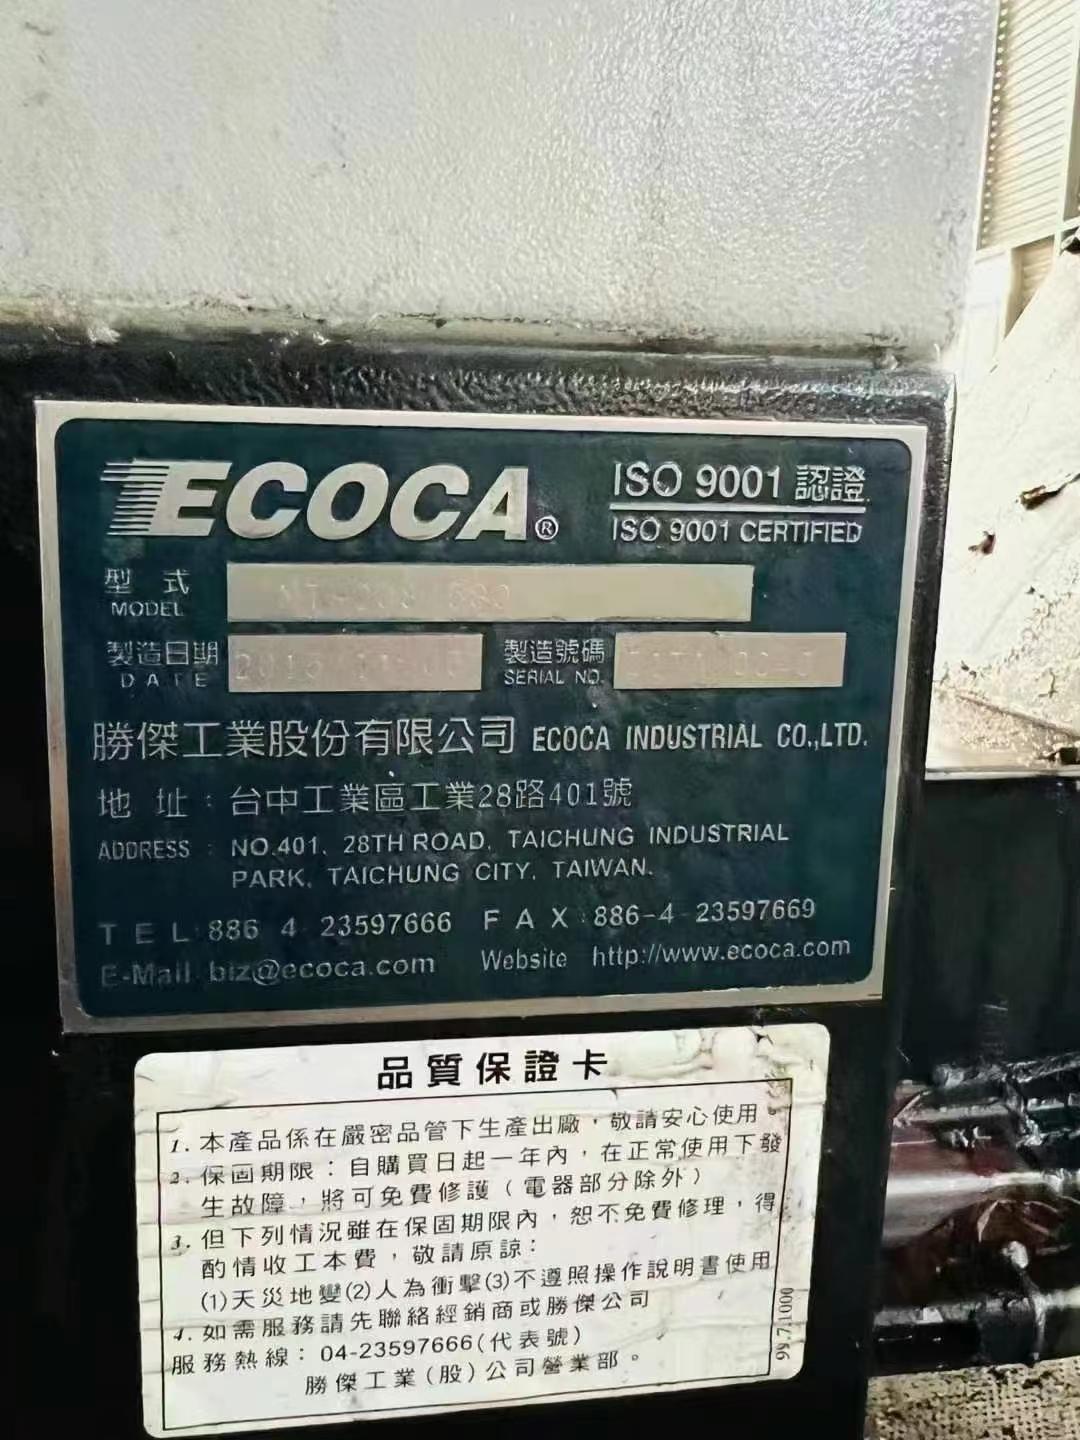 ECOCA®
ISO 9001 認證
ISO 9001 CERTIFIED
型 式
MODEL
製造日期
DATE
製造號碼
SERIAL NO.
勝傑工業股份有限公司 ECOCA INDUSTRIAL CO.,LTD.
地 址：台中工業區工業28路401號
ADDRESS : NO.401, 28TH ROAD, TAICHUNG INDUSTRIAL
PARK, TAICHUNG CITY, TAIWAN.
TEL:886 4 23597666 FAX:886-4 23597669
E-Mail biz@ecoca.com Website http://www.ecoca.com
品質保證卡
1. 本產品係在嚴密品管下生產出廠，敬請安心使用
2. 保固期限：自購買日起一年內，在正常使用下發
生故障，將可免費修護（電器部分除外）
3. 但下列情況雖在保固期限內，恕不免費修理，得
酌情收工本費，敬請原諒：
(1)天災地變(2)人為衝擊(3)不遵照操作說明書使用
4. 如需服務請先聯絡經銷商或勝傑公司
服務熱線：04-23597666(代表號)
勝傑工業(股)公司營業部。
99.7.1000